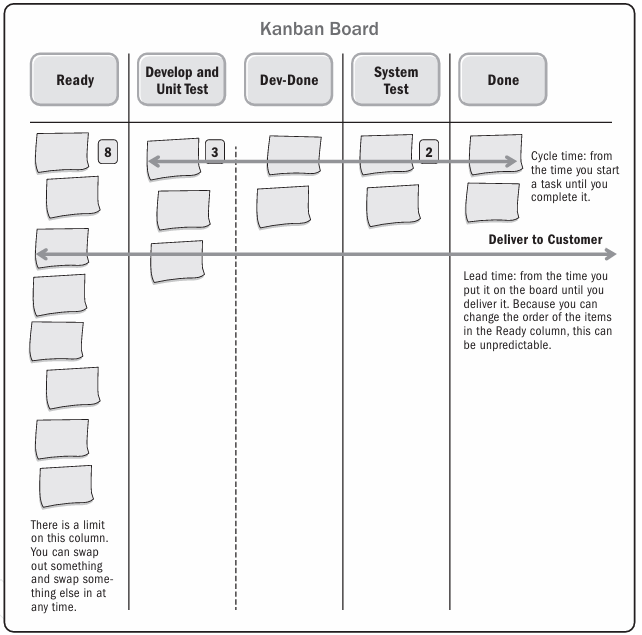 Kanban Board
Ready
Develop and
Unit Test
Dev-Done
System
Test
Done
8
3
2
Cycle time: from
the time you start
a task until you
complete it.
Deliver to Customer
Lead time: from the time you
put it on the board until you
deliver it. Because you can
change the order of the items
in the Ready column, this can
be unpredictable.
There is a limit
on this column.
You can swap
out something
and swap some-
thing else in at
any time.